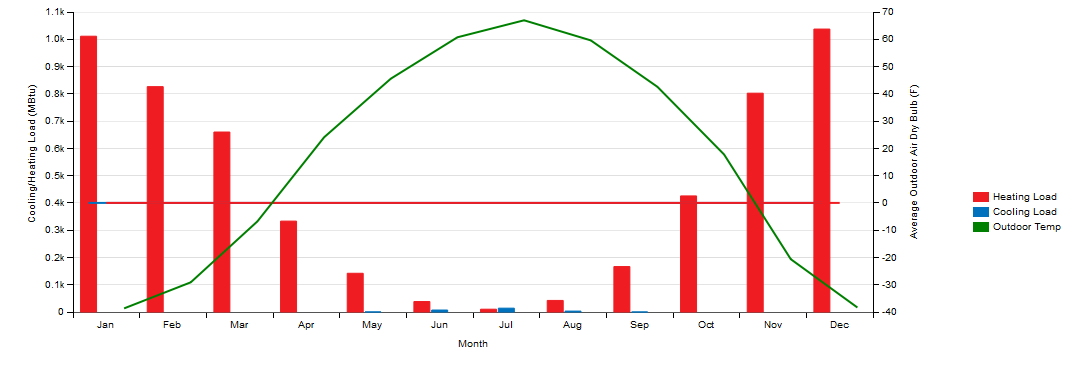 Cooling/Heating Load (MBtu)
1.1k
1.0k
0.9k
0.8k
0.7k
0.6k
0.5k
0.4k
0.3k
0.2k
0.1k
0
Jan Feb Mar Apr May Jun Jul Aug Sep Oct Nov Dec
Month
70
60
50
40
30
20
10
0
-10
-20
-30
-40
Average Outdoor Air Dry Bulb (F)
Heating Load
Cooling Load
Outdoor Temp